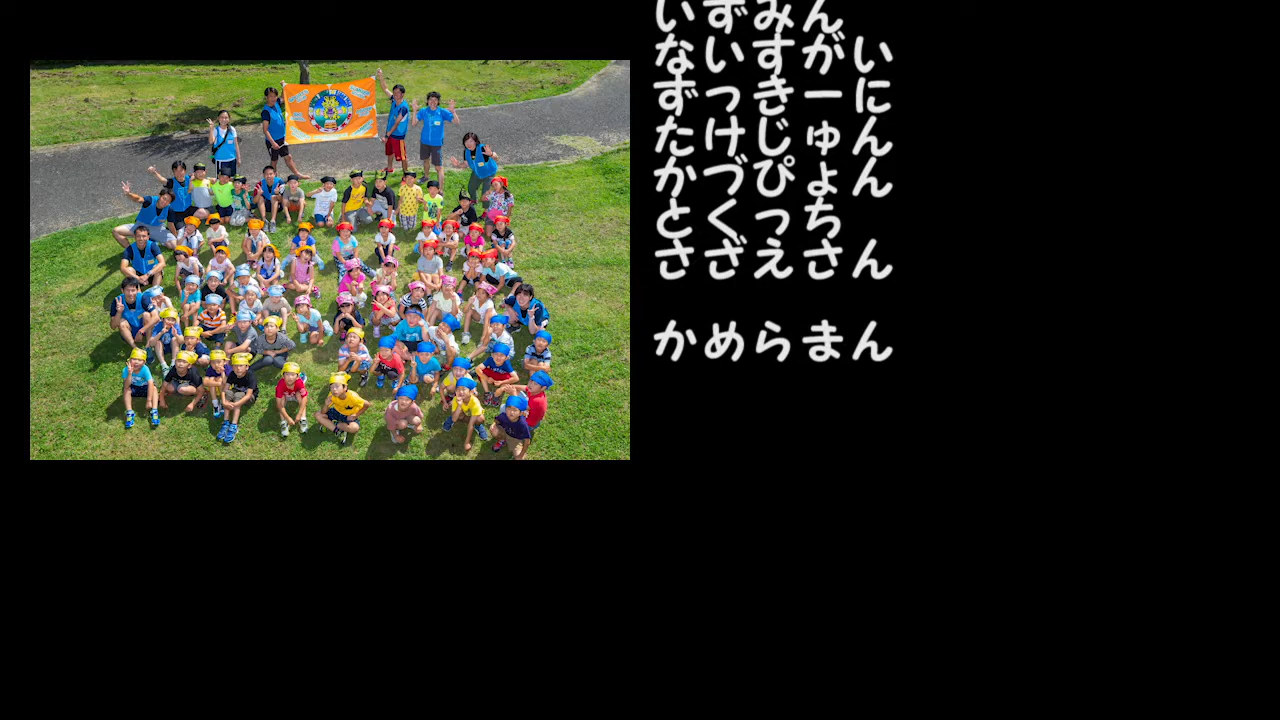 いずみん
ないすがい
ずっきーに
たけじゅん
かづぴょん
とくっち
さざえさん
かめらまん